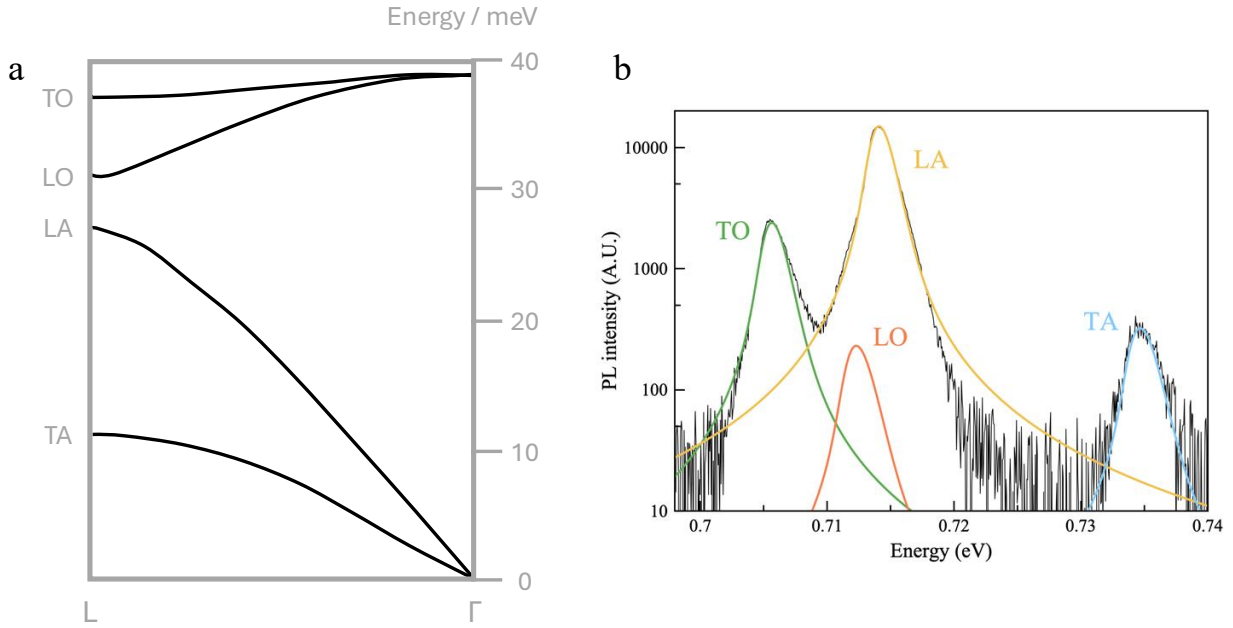 Energy / meV
a
40
TO
LO
30
LA
20
TA
10
0
L
Γ
b
PL intensity (A.U.)
10000
1000
100
10
TO
LA
LO
TA
0.7
0.71
0.72
0.73
0.74
Energy (eV)